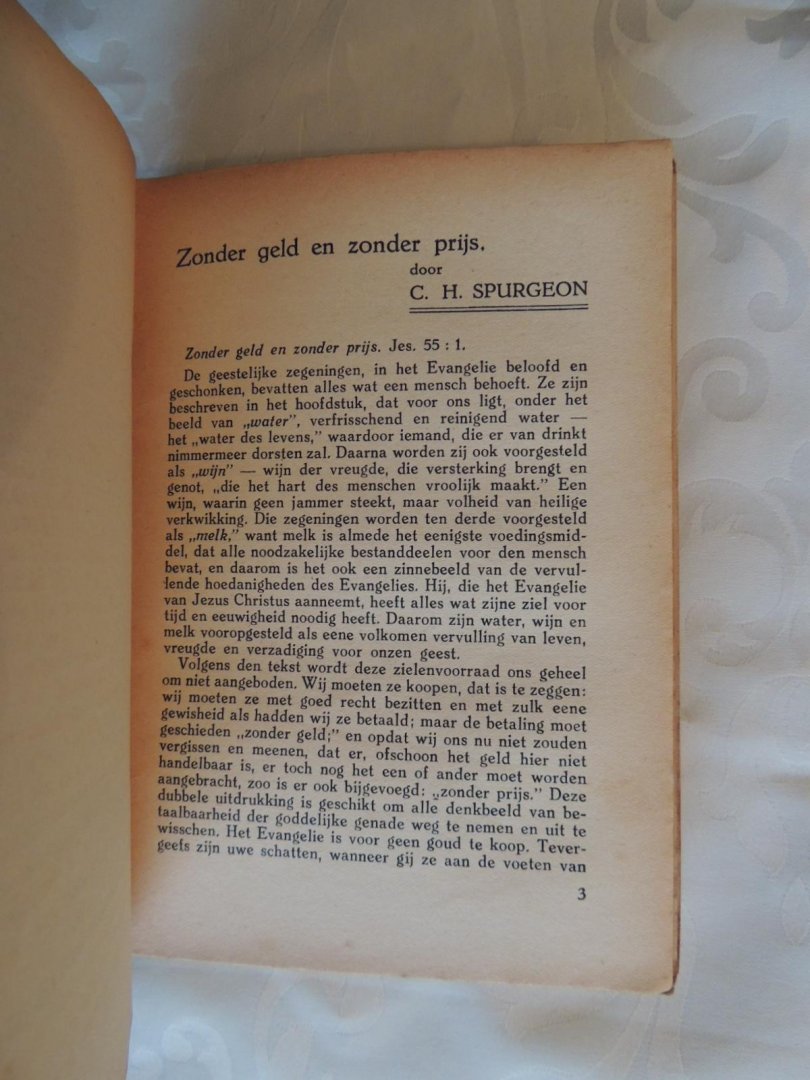 Zonder geld en zonder prijs.
door
C. H. SPURGEON
Zonder geld en zonder prijs. Jes. 55 : 1.
De geestelijke zegeningen, in het Evangelie beloofd en
geschonken, bevatten alles wat een mensch behoeft. Ze zijn
beschreven in het hoofdstuk, dat voor ons ligt, onder het
beeld van „water", verfrisschend en reinigend water —
het „water des levens," waardoor iemand, die er van drinkt
nimmermeer dorsten zal. Daarna worden zij ook voorgesteld
als „wijn" — wijn der vreugde, die versterking brengt en
genot, „die het hart des menschen vroolijk maakt." Een
wijn, waarin geen jammer steekt, maar volheid van heilige
verkwikking. Die zegeningen worden ten derde voorgesteld
als „melk," want melk is almede het eenigste voedingsmid-
del, dat alle noodzakelijke bestanddeelen voor den mensch
bevat, en daarom is het ook een zinnebeeld van de vervul-
lende hoedanigheden des Evangelies. Hij, die het Evangelie
van Jezus Christus aanneemt, heeft alles wat zijne ziel voor
tijd en eeuwigheid noodig heeft. Daarom zijn water, wijn en
melk vooropgesteld als eene volkomen vervulling van leven,
vreugde en verzadiging voor onzen geest.
Volgens den tekst wordt deze zielenvoorraad ons geheel
om niet aangeboden. Wij moeten ze koopen, dat is te zeggen:
wij moeten ze met goed recht bezitten en met zulk eene
gewisheid als hadden wij ze betaald; maar de betaling moet
geschieden „zonder geld;" en opdat wij ons nu niet zouden
vergissen en meenen, dat er, ofschoon het geld hier niet
handelbaar is, er toch nog het een of ander moet worden
aangebracht, zoo is er ook bijgevoegd: „zonder prijs." Deze
dubbele uitdrukking is geschikt om alle denkbeeld van be-
taalbaarheid der goddelijke genade weg te nemen en uit te
wisschen. Het Evangelie is voor geen goud te koop. Tever-
geefs zijn uwe schatten, wanneer gij ze aan de voeten van
3